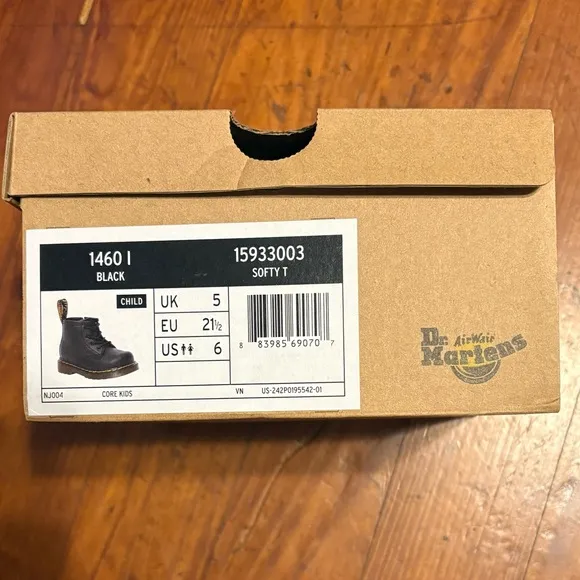 1460 I
BLACK
15933003
SOFTY T
CHILD
UK 5
EU 21½
US 6
8 83985 69070 7
NJ004
CORE KIDS
VN
US-242P0195542-01
Dr. AirWair
Martens